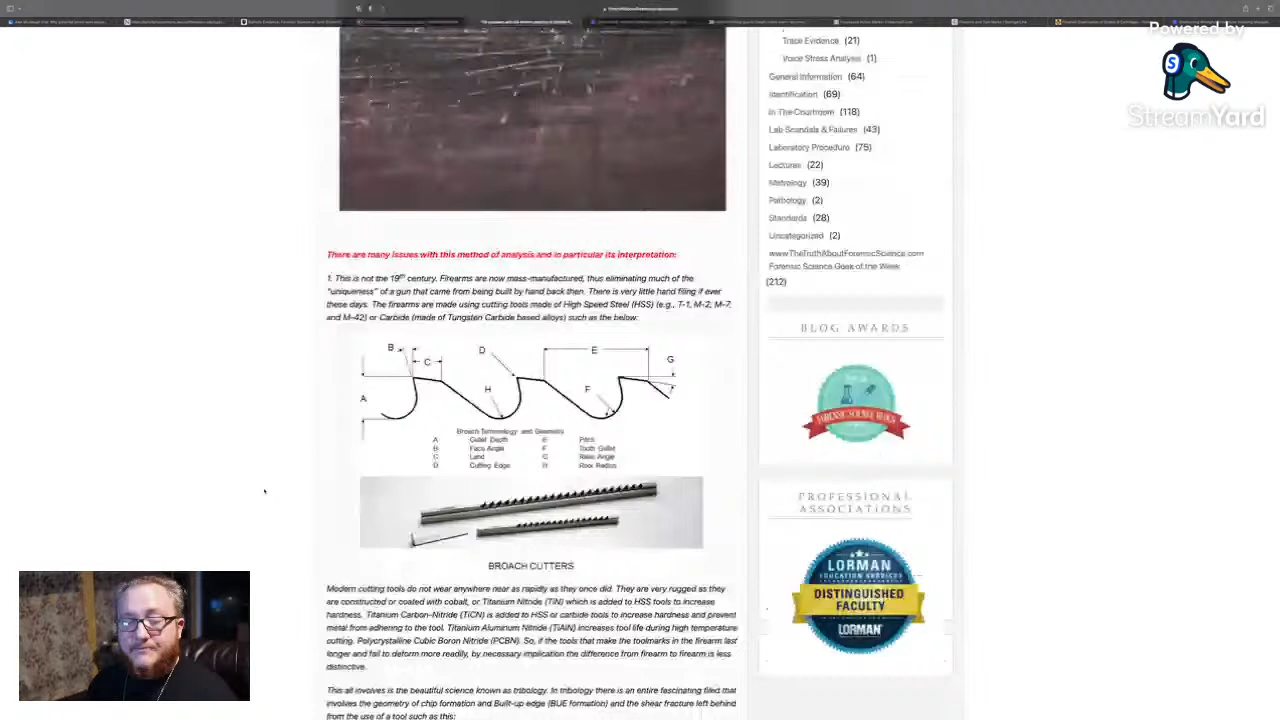 Powered by
StreamYard
Trace Evidence (21)
Voice Stress Analysis (1)
General Information (64)
Identification (69)
In The Courtroom (118)
Lab Scandals & Failures (43)
Laboratory Procedure (75)
Lectures (22)
Metrology (39)
Pathology (2)
Standards (28)
Uncategorized (2)
www.TheTruthAboutForensicScience.com
Forensic Science Geek of the Week
(212)
BLOG AWARDS
FORENSIC SCIENCE BLOGS
PROFESSIONAL
ASSOCIATIONS
LORMAN
EDUCATION SERVICES
DISTINGUISHED
FACULTY
LORMAN
There are many issues with this method of analysis and in particular its interpretation:
1. This is not the 19th century. Firearms are now mass-manufactured, thus eliminating much of the
"uniqueness" of a gun that came from being built by hand back then. There is very little hand filing if ever
these days. The firearms are made using cutting tools made of High Speed Steel (HSS) (e.g., T-1, M-2, M-7,
and M-42) or Carbide (made of Tungsten Carbide based alloys) such as the below:
A
B
C
D
E
F
G
H
Broach Terminology and Geometry
A Gullet Depth E Pitch
B Face Angle F Tooth Gullet
C Land G
D Cutting Edge H Root Radius
BROACH CUTTERS
Modern cutting tools do not wear anywhere near as rapidly as they once did. They are very rugged as they
are constructed or coated with cobalt, or Titanium Nitride (TiN) which is added to HSS tools to increase
hardness. Titanium Carbon-Nitride (TiCN) is added to HSS or carbide tools to increase hardness and prevent
metal from adhering to the tool. Titanium Aluminum Nitride (TiAlN) increases tool life during high temperature
cutting. Polycrystalline Cubic Boron Nitride (PCBN). So, if the tools that make the toolmarks in the firearm last
longer and fail to deform more readily, by necessary implication the difference from firearm to firearm is less
distinctive.
This all involves is the beautiful science known as tribology. In tribology there is an entire fascinating filed that
involves the geometry of chip formation and Built-up edge (BUE formation) and the shear fracture left behind
from the use of a tool such as this: